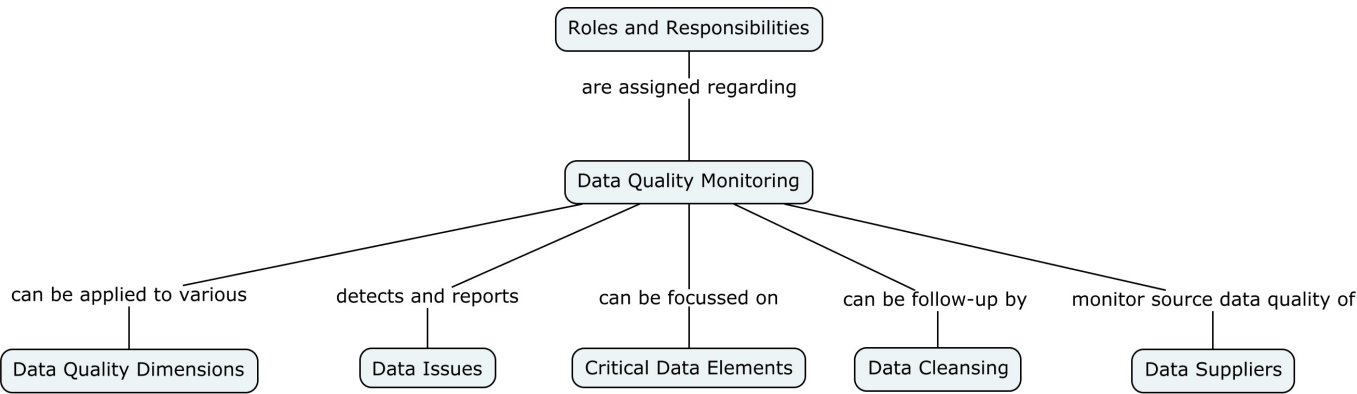 Roles and Responsibilities
are assigned regarding
Data Quality Monitoring
can be applied to various
detects and reports
can be focussed on
can be follow-up by
monitor source data quality of
Data Quality Dimensions
Data Issues
Critical Data Elements
Data Cleansing
Data Suppliers